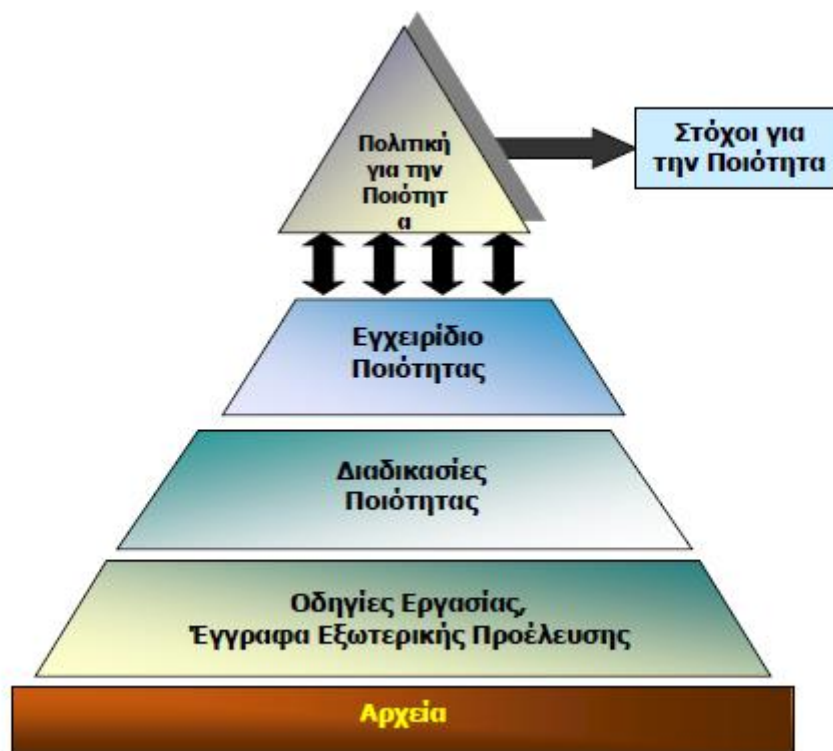 Πολιτική
για την
Ποιότητ
α
Στόχοι για
την Ποιότητα
Εγχειρίδιο
Ποιότητας
Διαδικασίες
Ποιότητας
Οδηγίες Εργασίας,
Έγγραφα Εξωτερικής Προέλευσης
Αρχεία